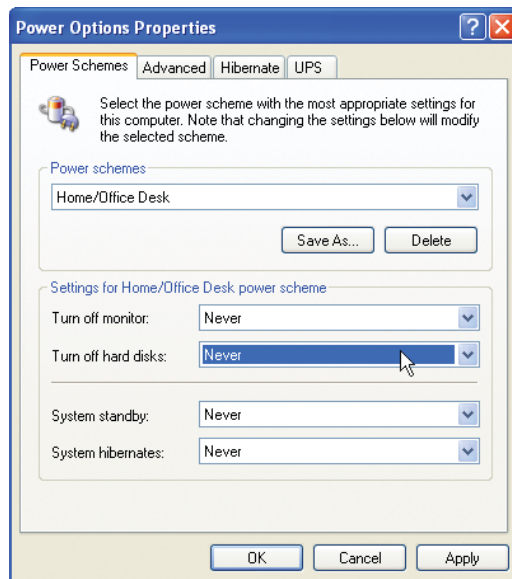 Power Options Properties
Power Schemes Advanced Hibernate UPS
Select the power scheme with the most appropriate settings for
this computer. Note that changing the settings below will modify
the selected scheme.
Power schemes
Home/Office Desk
Save As... Delete
Settings for Home/Office Desk power scheme
Turn off monitor: Never
Turn off hard disks: Never
System standby: Never
System hibernates: Never
OK Cancel Apply